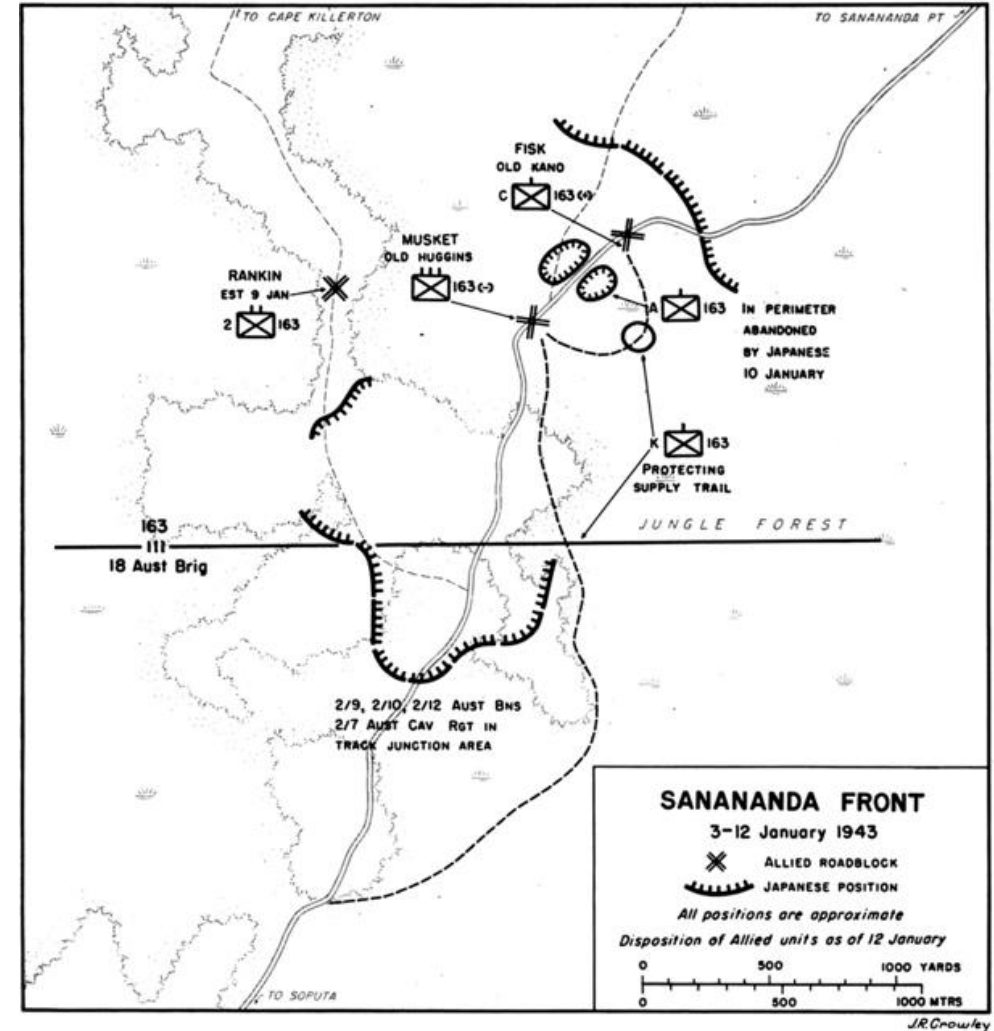 TO CAPE KILLERTON
TO SANANANDA PT
FISK
OLD KANO
C 163 (+)
MUSKET
OLD HUGGINS
163 (-)
RANKIN
EST 9 JAN
2 163
A 163
IN PERIMETER
ABANDONED
BY JAPANESE
10 JANUARY
K 163
PROTECTING
SUPPLY TRAIL
JUNGLE FOREST
163
18 Aust Brig
2/9, 2/10, 2/12 AUST BNS
2/7 AUST CAV RGT IN
TRACK JUNCTION AREA
TO SOPUTA
SANANANDA FRONT
3-12 January 1943
ALLIED ROADBLOCK
JAPANESE POSITION
All positions are approximate
Disposition of Allied units as of 12 January
0 500 1000 YARDS
0 500 1000 MTRS
J.R.Crowley